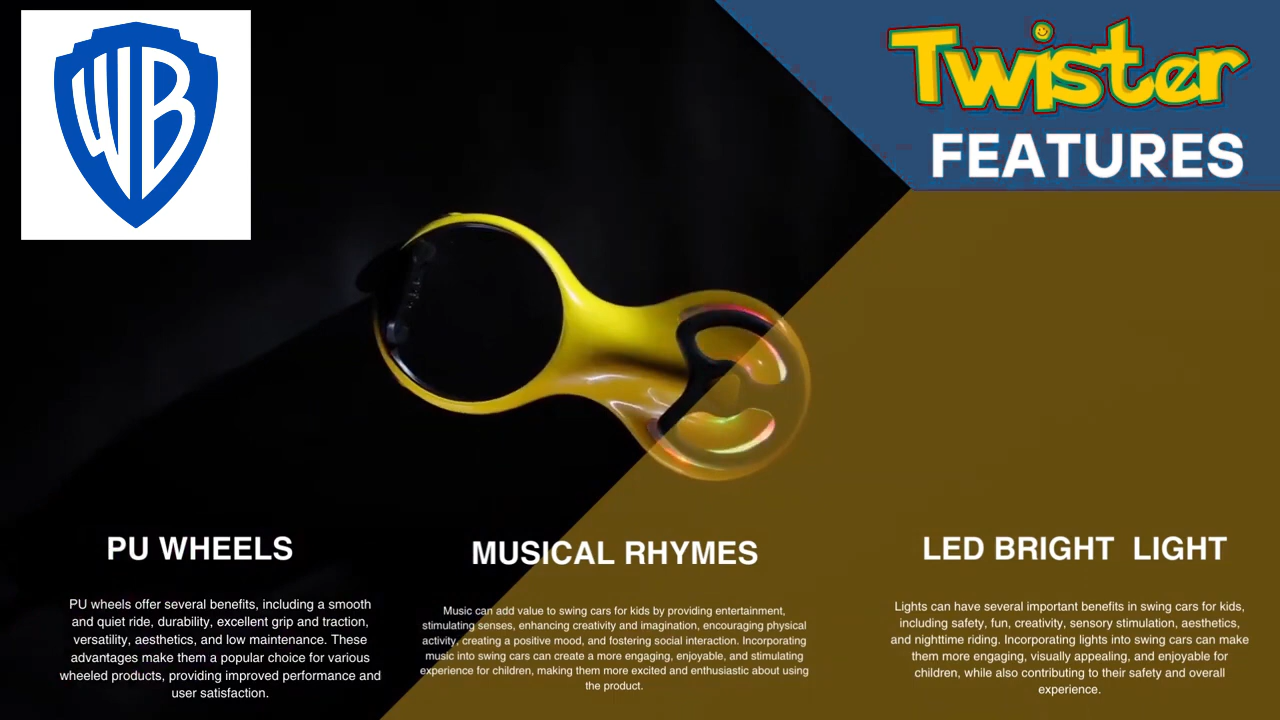 WB
Twister
FEATURES
PU WHEELS
PU wheels offer several benefits, including a smooth
and quiet ride, durability, excellent grip and traction,
versatility, aesthetics, and low maintenance. These
advantages make them a popular choice for various
wheeled products, providing improved performance and
user satisfaction.
MUSICAL RHYMES
Music can add value to swing cars for kids by providing entertainment,
stimulating senses, enhancing creativity and imagination, encouraging physical
activity, creating a positive mood, and fostering social interaction. Incorporating
music into swing cars can create a more engaging, enjoyable, and stimulating
experience for children, making them more excited and enthusiastic about using
the product.
LED BRIGHT LIGHT
Lights can have several important benefits in swing cars for kids,
including safety, fun, creativity, sensory stimulation, aesthetics,
and nighttime riding. Incorporating lights into swing cars can make
them more engaging, visually appealing, and enjoyable for
children, while also contributing to their safety and overall
experience.